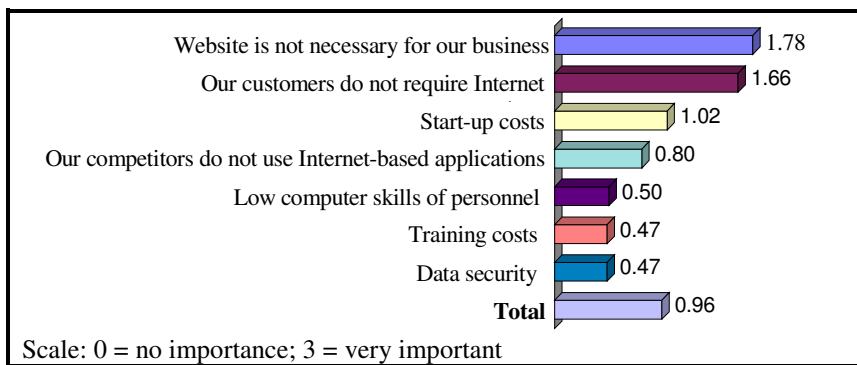 Website is not necessary for our business 1.78
Our customers do not require Internet 1.66
Start-up costs 1.02
Our competitors do not use Internet-based applications 0.80
Low computer skills of personnel 0.50
Training costs 0.47
Data security 0.47
Total 0.96
Scale: 0 = no importance; 3 = very important